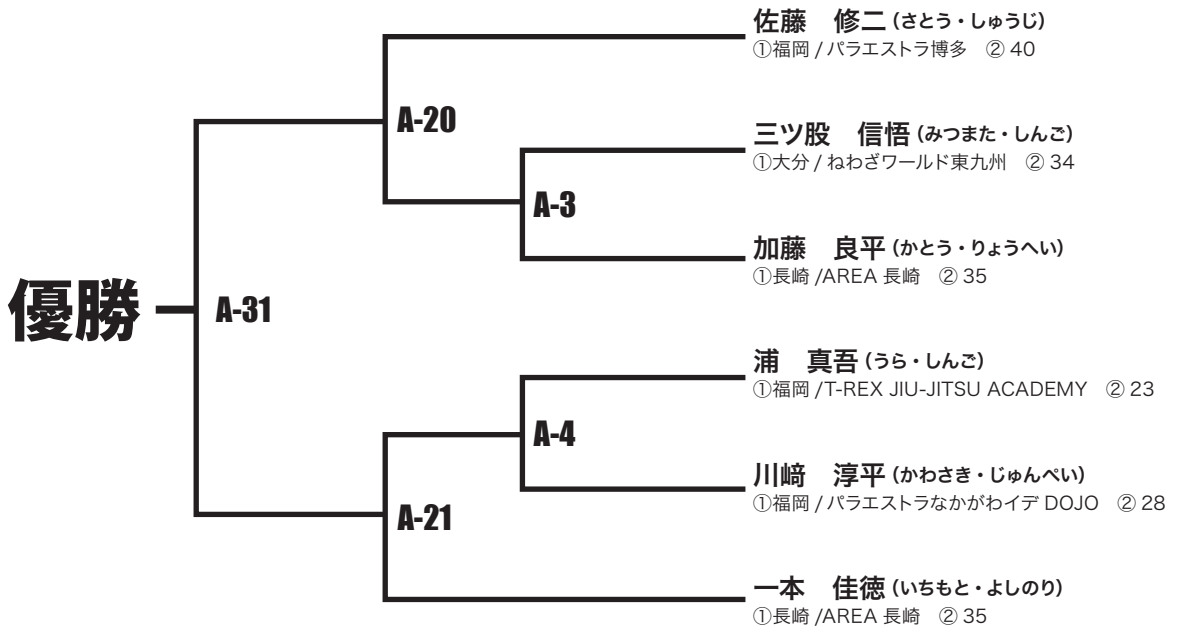 佐藤　修二 (さとう・しゅうじ)
①福岡 / パラエストラ博多　② 40
A-20
三ツ股　信悟 (みつまた・しんご)
①大分 / ねわざワールド東九州　② 34
A-3
加藤　良平 (かとう・りょうへい)
①長崎 /AREA 長崎　② 35
優勝
A-31
浦　真吾 (うら・しんご)
①福岡 /T-REX JIU-JITSU ACADEMY　② 23
A-4
川﨑　淳平 (かわさき・じゅんぺい)
①福岡 / パラエストラなかがわイデ DOJO　② 28
A-21
一本　佳徳 (いちもと・よしのり)
①長崎 /AREA 長崎　② 35